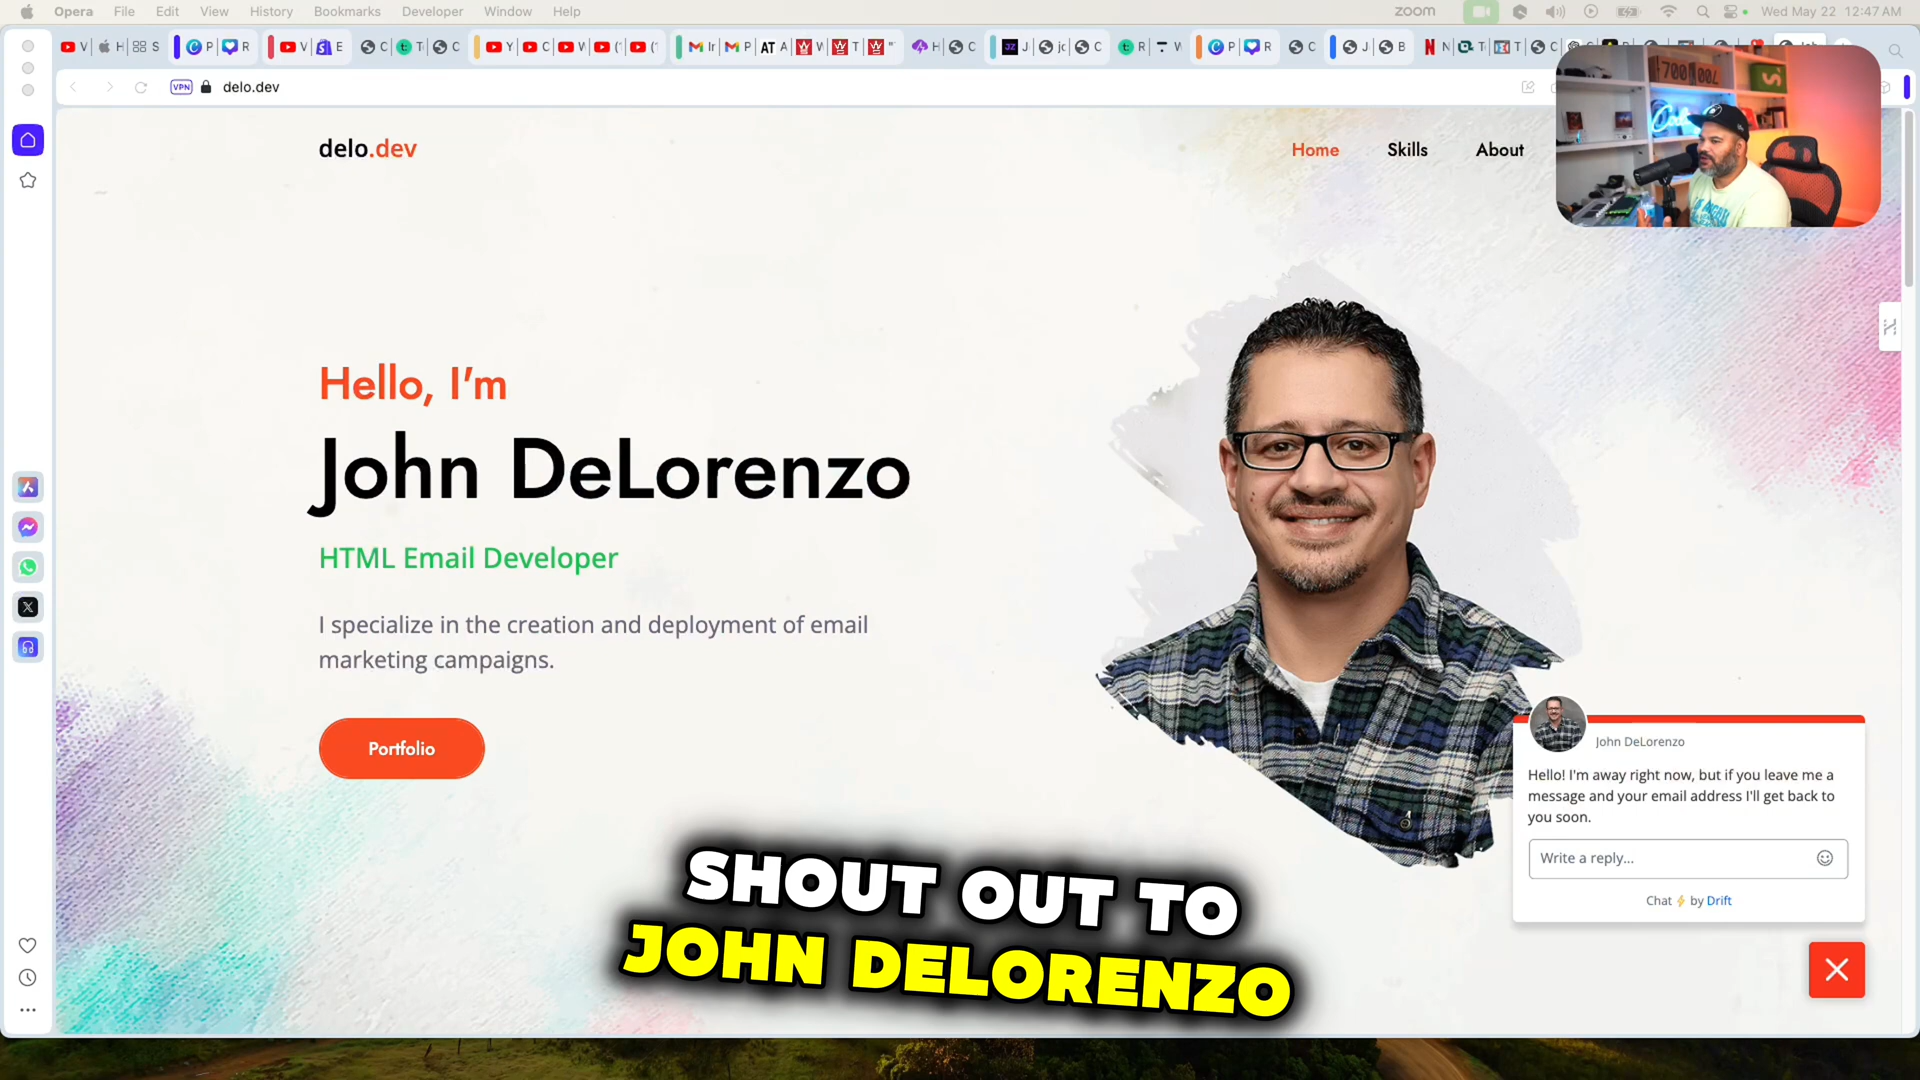 Opera File Edit View History Bookmarks Developer Window Help
zoom
Wed May 22 12:47 AM
VPN delo.dev
delo.dev
Home Skills About
Hello, I'm
John DeLorenzo
HTML Email Developer
I specialize in the creation and deployment of email
marketing campaigns.
Portfolio
John DeLorenzo
Hello! I'm away right now, but if you leave me a
message and your email address I'll get back to
you soon.
Write a reply...
Chat ⚡ by Drift
SHOUT OUT TO
JOHN DELORENZO